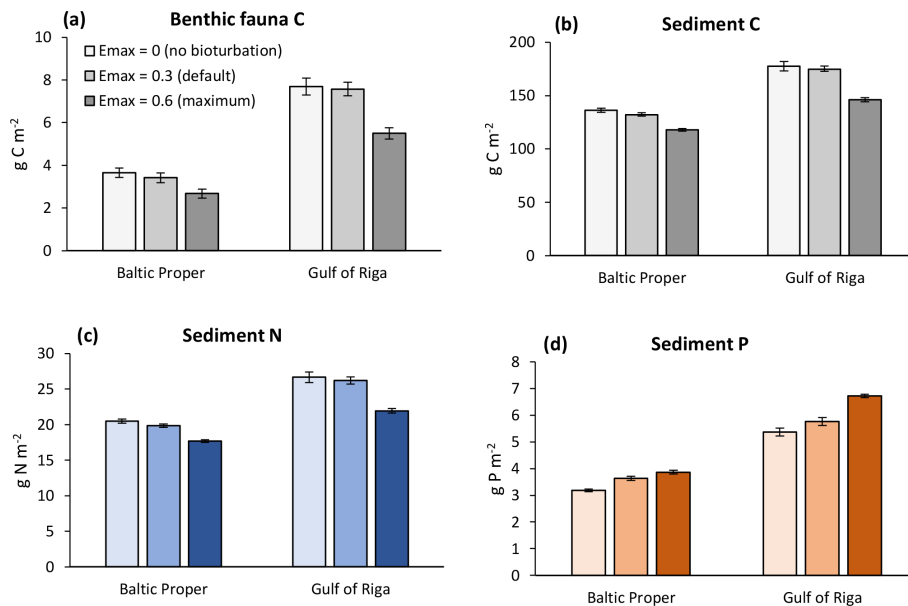 (a) Benthic fauna C
10
8
6
4
2
0
g C m-2
Emax = 0 (no bioturbation)
Emax = 0.3 (default)
Emax = 0.6 (maximum)
Baltic Proper Gulf of Riga
(b) Sediment C
200
150
100
50
0
g C m-2
Baltic Proper Gulf of Riga
(c) Sediment N
30
25
20
15
10
5
0
g N m-2
Baltic Proper Gulf of Riga
(d) Sediment P
8
7
6
5
4
3
2
1
0
g P m-2
Baltic Proper Gulf of Riga